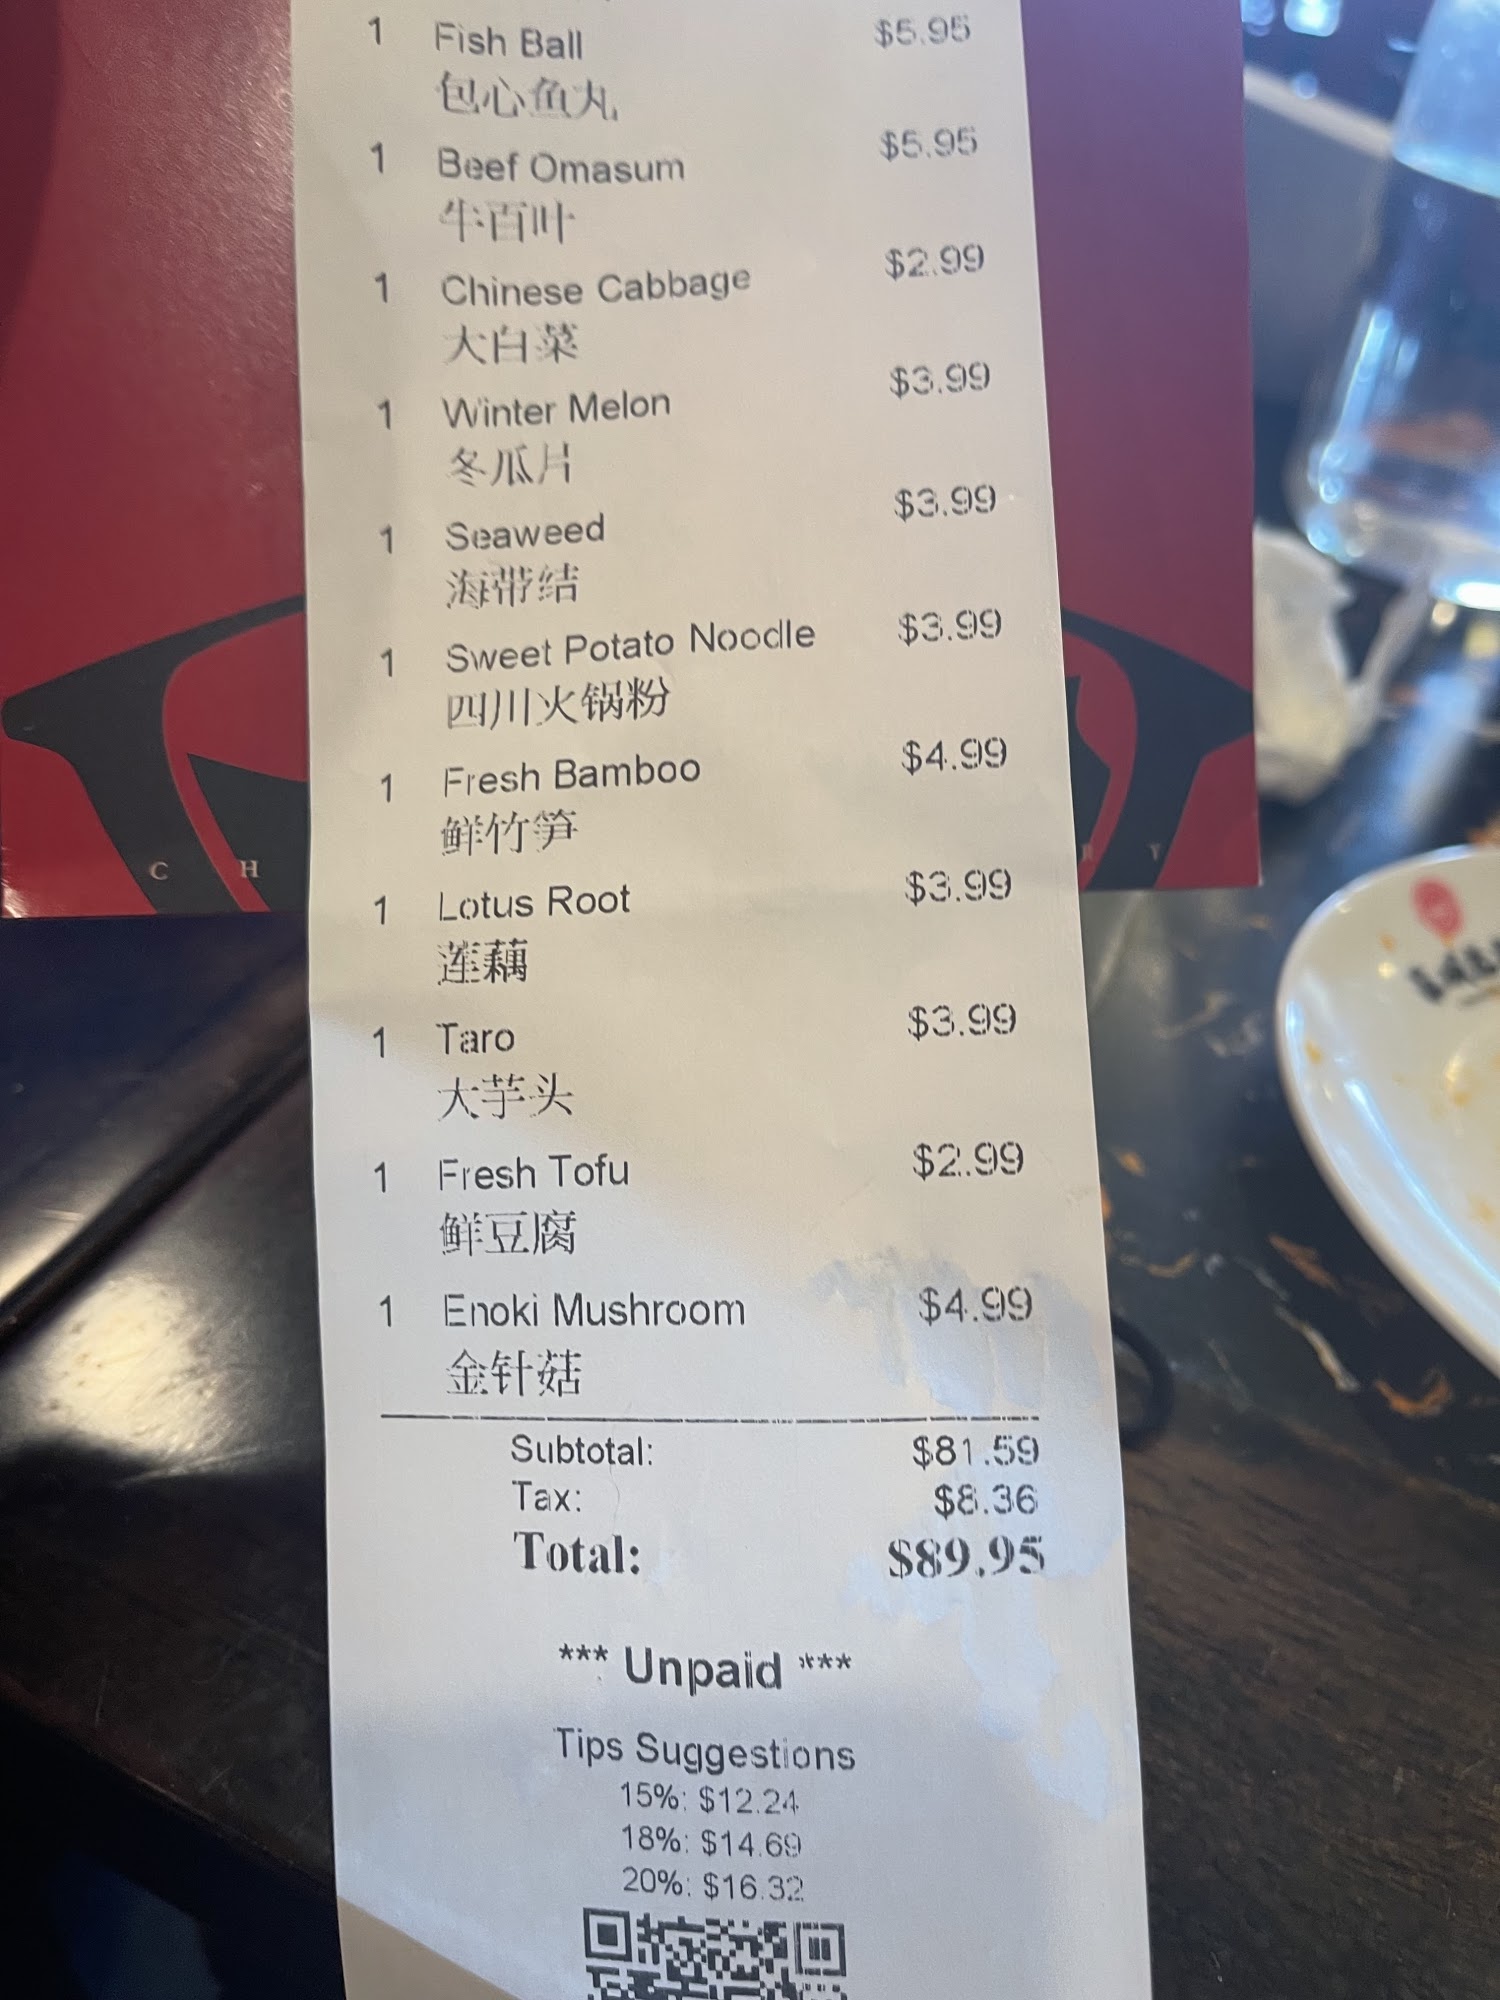 1 Fish Ball $5.95
包心鱼丸
1 Beef Omasum $5.95
牛百叶
1 Chinese Cabbage $2.99
大白菜
1 Winter Melon $3.99
冬瓜片
1 Seaweed $3.99
海带结
1 Sweet Potato Noodle $3.99
四川火锅粉
1 Fresh Bamboo $4.99
鲜竹笋
C H R Y
1 Lotus Root $3.99
莲藕
1 Taro $3.99
大芋头
1 Fresh Tofu $2.99
鲜豆腐
1 Enoki Mushroom $4.99
金针菇
Subtotal: $81.59
Tax: $8.36
Total: $89.95
*** Unpaid ***
Tips Suggestions
15%: $12.24
18%: $14.69
20%: $16.32